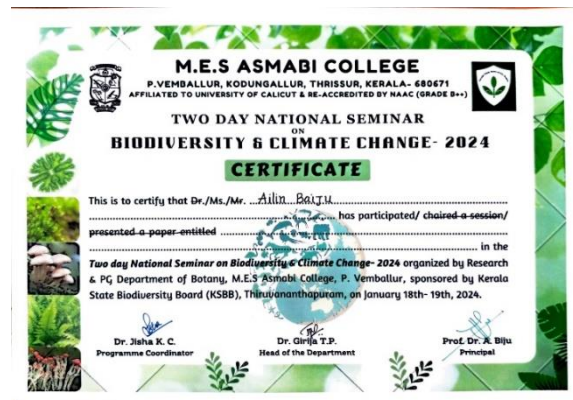 M.E.S ASMABI COLLEGE
P.VEMBALLUR, KODUNGALLUR, THRISSUR, KERALA- 680671
AFFILIATED TO UNIVERSITY OF CALICUT & RE-ACCREDITED BY NAAC (GRADE B++)
TWO DAY NATIONAL SEMINAR
ON
BIODIVERSITY & CLIMATE CHANGE- 2024
CERTIFICATE
This is to certify that Dr./Ms./Mr. ....Ailin Baiju........................
........................................................ has participated/ chaired a session/
presented a paper entitled ........................................................
........................................................................................ in the
Two day National Seminar on Biodiversity & Climate Change- 2024 organized by Research
& PG Department of Botany, M.E.S Asmabi College, P. Vemballur, sponsored by Kerala
State Biodiversity Board (KSBB), Thiruvananthapuram, on January 18th- 19th, 2024.
Dr. Jisha K. C. Dr. Girija T.P. Prof. Dr. A. Biju
Programme Coordinator Head of the Department Principal